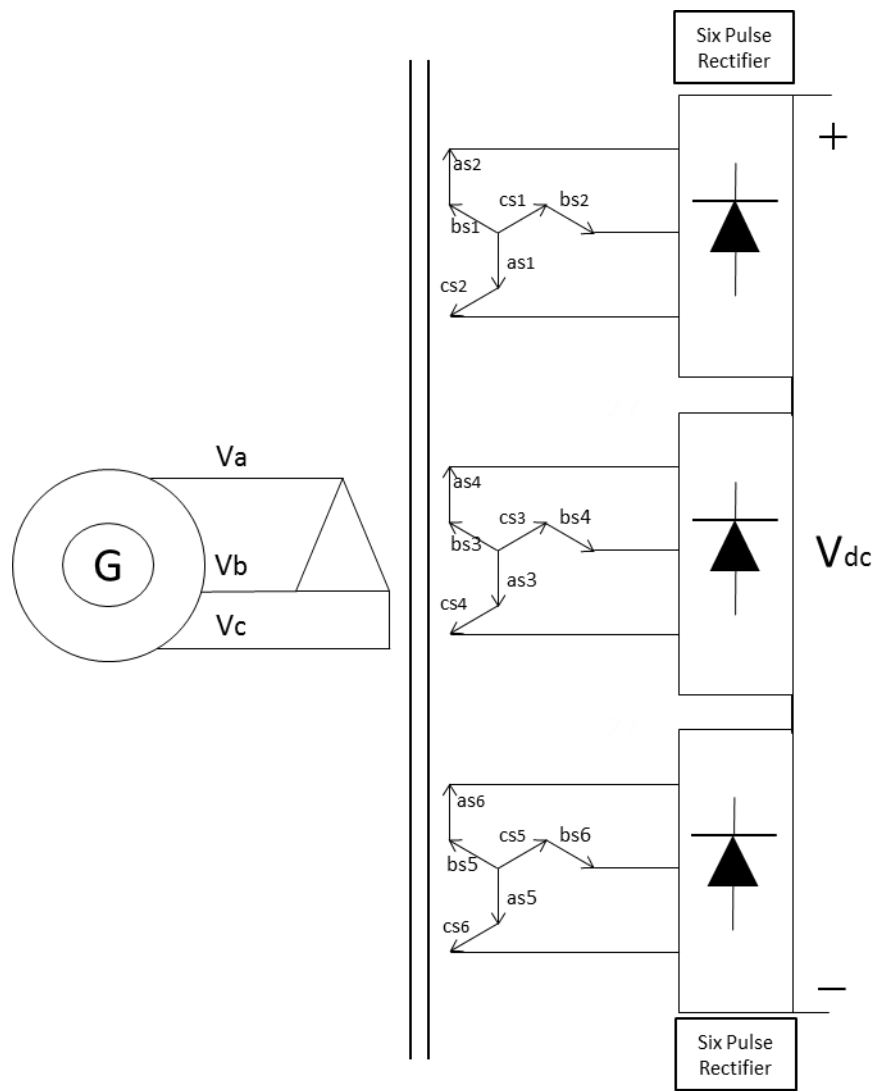 Six Pulse
Rectifier
+
as2
cs1
bs2
bs1
as1
cs2
Va
as4
cs3
bs4
bs3
G
Vb
Vdc
as3
cs4
Vc
as6
cs5
bs6
bs5
as5
cs6
−
Six Pulse
Rectifier